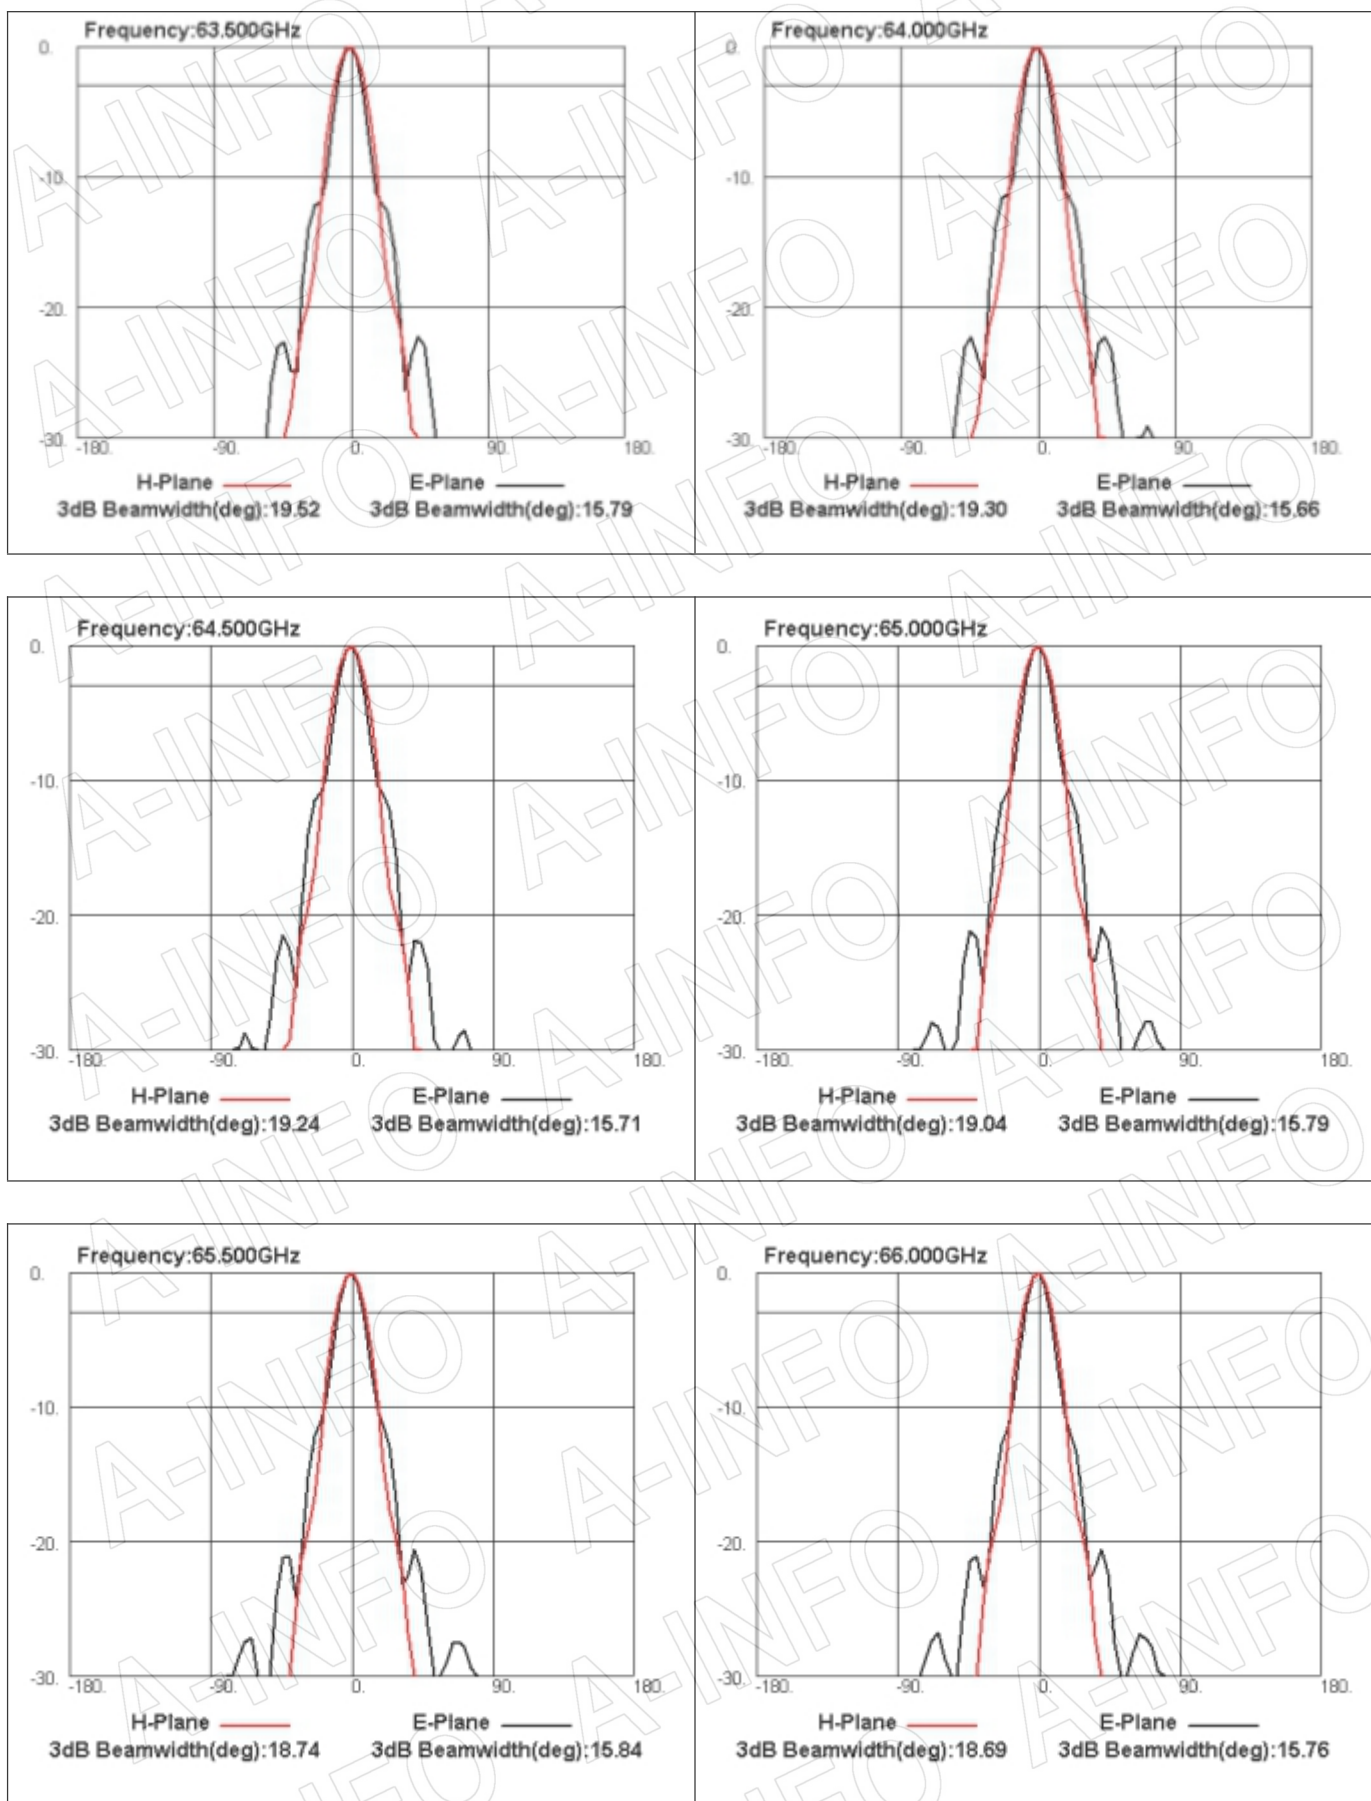 Frequency:63.500GHz
0.
-10.
-20.
-30.
-180. -90. 0. 90. 180.
H-Plane E-Plane
3dB Beamwidth(deg):19.52 3dB Beamwidth(deg):15.79
Frequency:64.000GHz
0.
-10.
-20.
-30.
-180. -90. 0. 90. 180.
H-Plane E-Plane
3dB Beamwidth(deg):19.30 3dB Beamwidth(deg):15.66
Frequency:64.500GHz
0.
-10.
-20.
-30.
-180. -90. 0. 90. 180.
H-Plane E-Plane
3dB Beamwidth(deg):19.24 3dB Beamwidth(deg):15.71
Frequency:65.000GHz
0.
-10.
-20.
-30.
-180. -90. 0. 90. 180.
H-Plane E-Plane
3dB Beamwidth(deg):19.04 3dB Beamwidth(deg):15.79
Frequency:65.500GHz
0.
-10.
-20.
-30.
-180. -90. 0. 90. 180.
H-Plane E-Plane
3dB Beamwidth(deg):18.74 3dB Beamwidth(deg):15.84
Frequency:66.000GHz
0.
-10.
-20.
-30.
-180. -90. 0. 90. 180.
H-Plane E-Plane
3dB Beamwidth(deg):18.69 3dB Beamwidth(deg):15.76
A-INFO